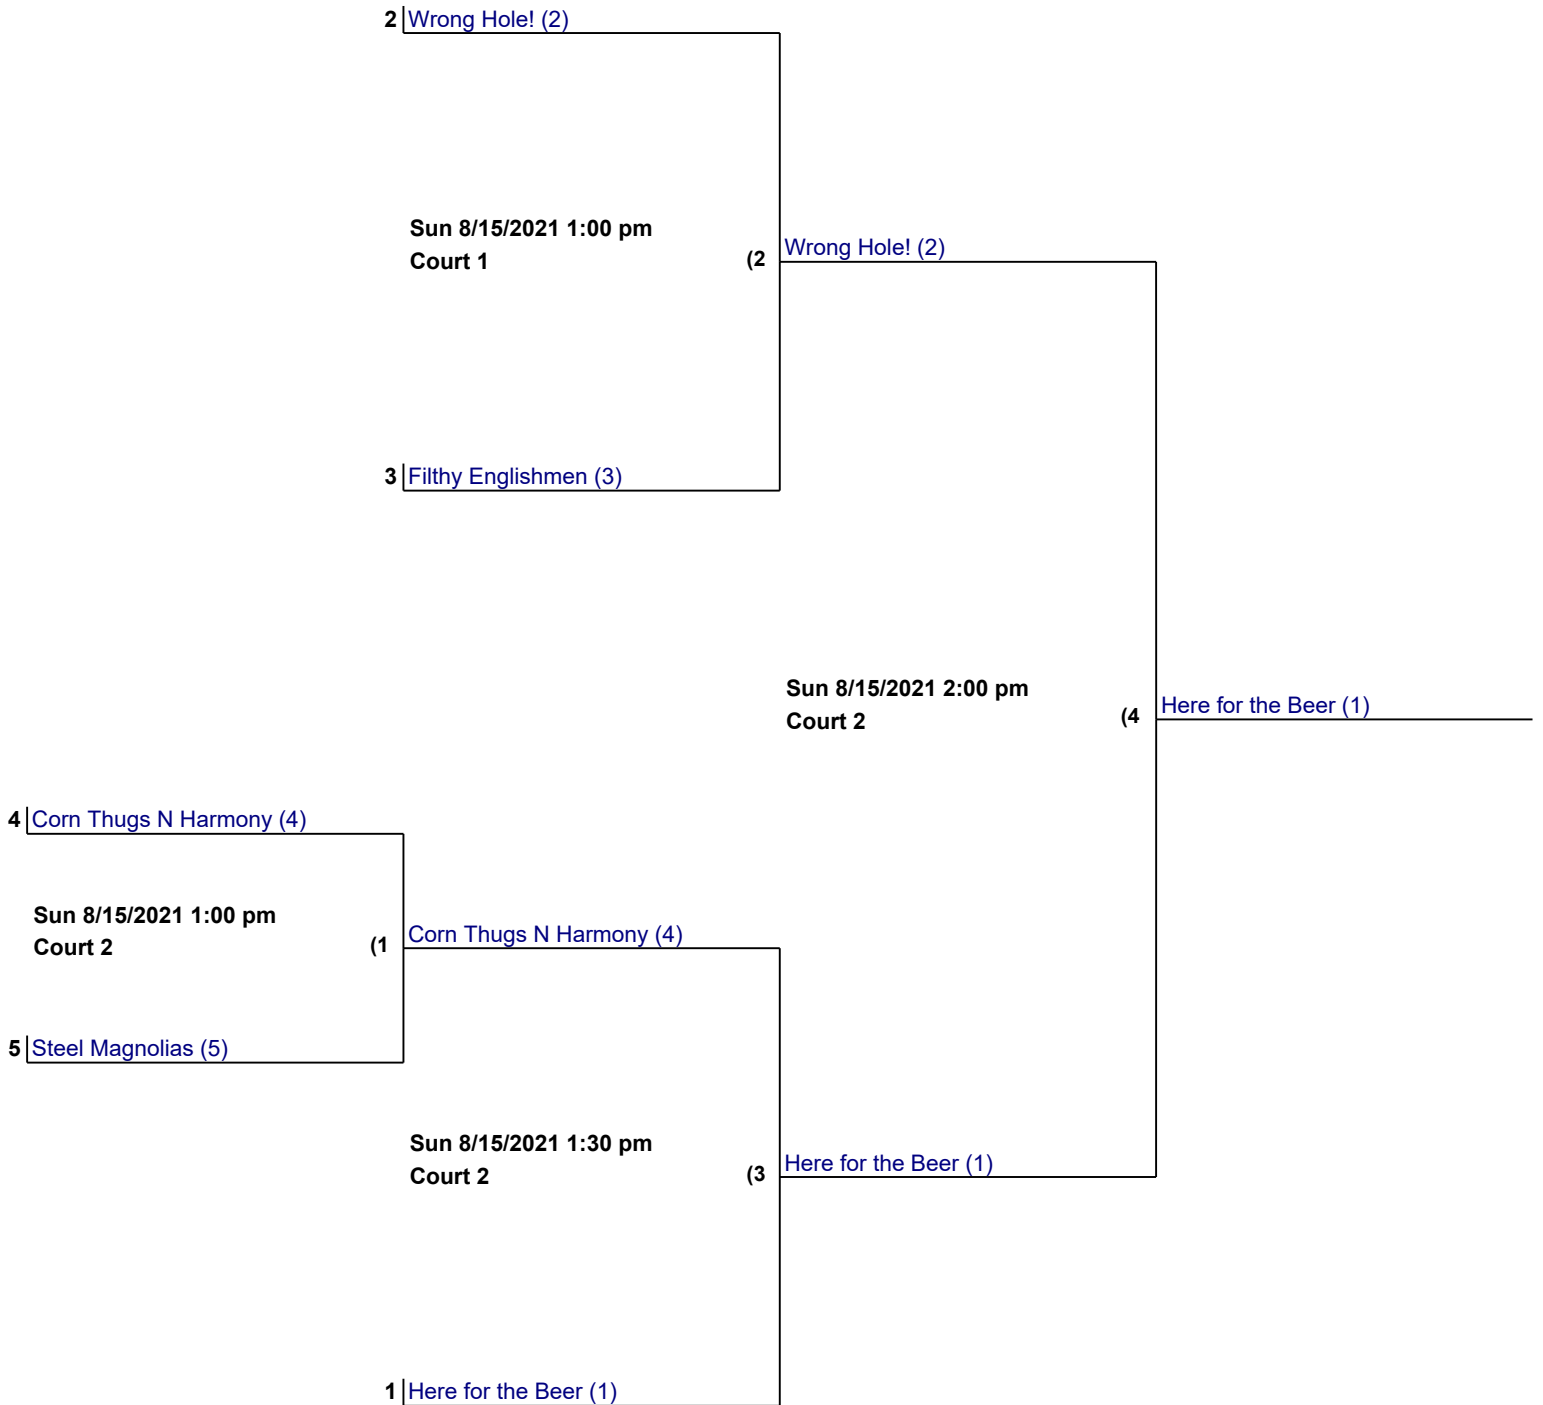 2 Wrong Hole! (2)
Sun 8/15/2021 1:00 pm
Court 1
(2
Wrong Hole! (2)
3 Filthy Englishmen (3)
Sun 8/15/2021 2:00 pm
Court 2
(4
Here for the Beer (1)
4 Corn Thugs N Harmony (4)
Sun 8/15/2021 1:00 pm
Court 2
(1
Corn Thugs N Harmony (4)
5 Steel Magnolias (5)
Sun 8/15/2021 1:30 pm
Court 2
(3
Here for the Beer (1)
1 Here for the Beer (1)